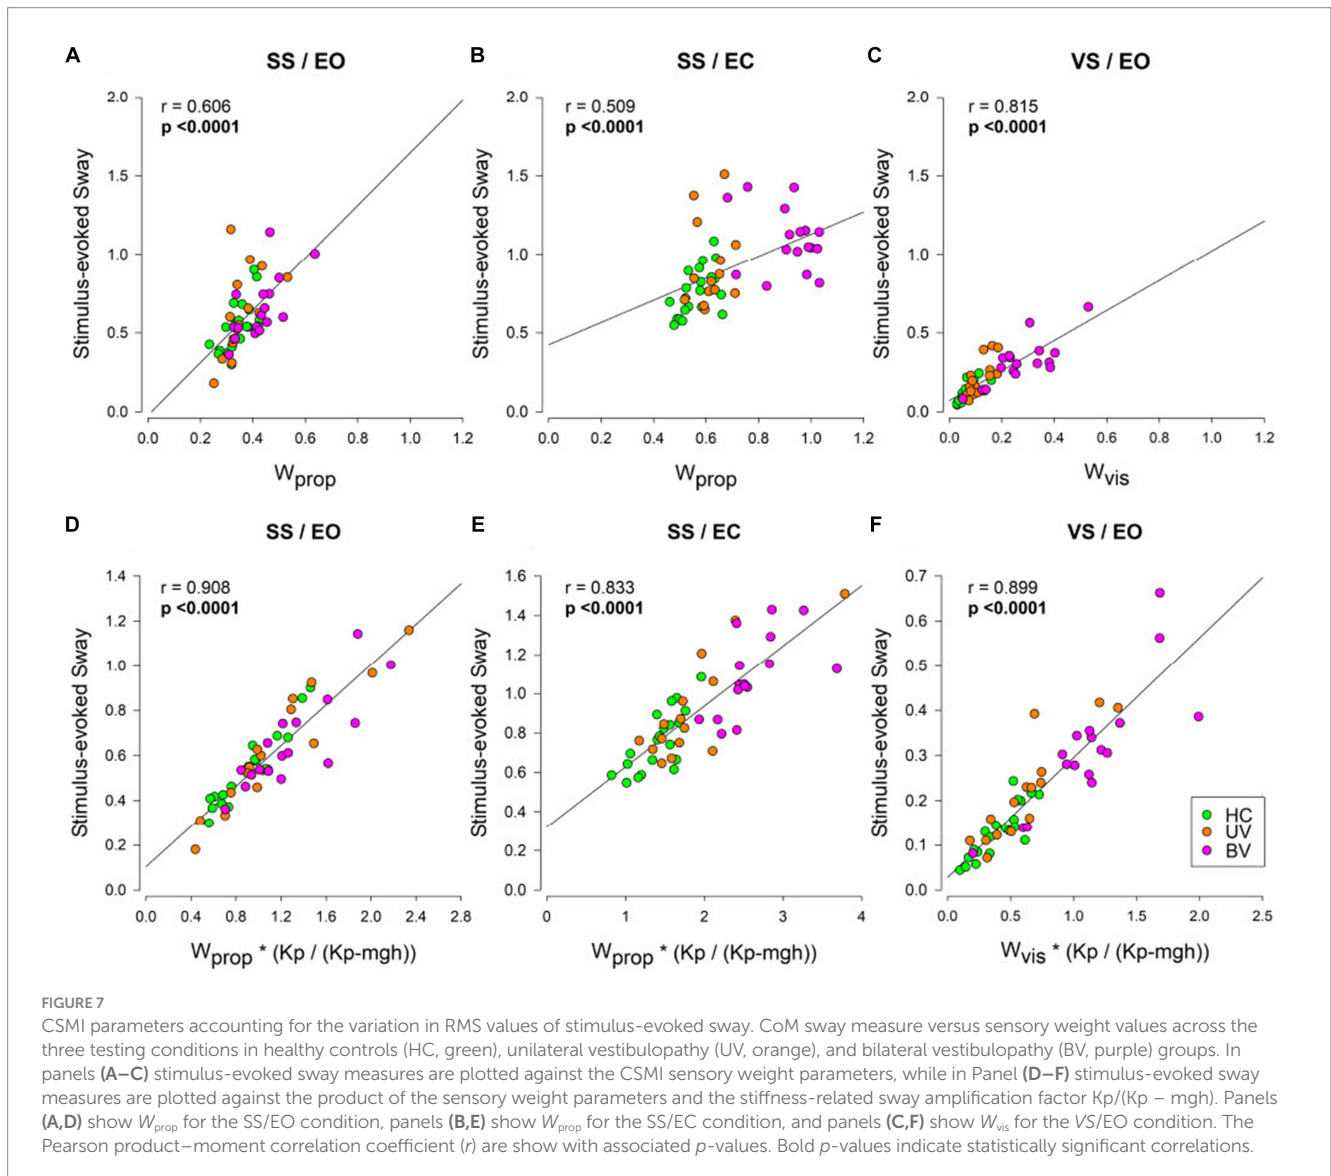 A
SS / EO
r = 0.606
p <0.0001
Stimulus-evoked Sway
2.0
1.5
1.0
0.5
0.0
0.0 0.2 0.4 0.6 0.8 1.0 1.2
Wprop
B
SS / EC
r = 0.509
p <0.0001
Stimulus-evoked Sway
2.0
1.5
1.0
0.5
0.0
0.0 0.2 0.4 0.6 0.8 1.0 1.2
Wprop
C
VS / EO
r = 0.815
p <0.0001
Stimulus-evoked Sway
2.0
1.5
1.0
0.5
0.0
0.0 0.2 0.4 0.6 0.8 1.0 1.2
Wvis
D
SS / EO
r = 0.908
p <0.0001
Stimulus-evoked Sway
1.4
1.2
1.0
0.8
0.6
0.4
0.2
0.0
0.0 0.4 0.8 1.2 1.6 2.0 2.4 2.8
Wprop * (Kp / (Kp-mgh))
E
SS / EC
r = 0.833
p <0.0001
Stimulus-evoked Sway
1.6
1.4
1.2
1.0
0.8
0.6
0.4
0.2
0.0
0 1 2 3 4
Wprop * (Kp / (Kp-mgh))
F
VS / EO
r = 0.899
p <0.0001
Stimulus-evoked Sway
0.7
0.6
0.5
0.4
0.3
0.2
0.1
0.0
0.0 0.5 1.0 1.5 2.0 2.5
Wvis * (Kp / (Kp-mgh))
HC
UV
BV
FIGURE 7
CSMI parameters accounting for the variation in RMS values of stimulus-evoked sway. CoM sway measure versus sensory weight values across the
three testing conditions in healthy controls (HC, green), unilateral vestibulopathy (UV, orange), and bilateral vestibulopathy (BV, purple) groups. In
panels (A–C) stimulus-evoked sway measures are plotted against the CSMI sensory weight parameters, while in Panel (D–F) stimulus-evoked sway
measures are plotted against the product of the sensory weight parameters and the stiffness-related sway amplification factor Kp/(Kp – mgh). Panels
(A,D) show Wprop for the SS/EO condition, panels (B,E) show Wprop for the SS/EC condition, and panels (C,F) show Wvis for the VS/EO condition. The
Pearson product–moment correlation coefficient (r) are show with associated p-values. Bold p-values indicate statistically significant correlations.